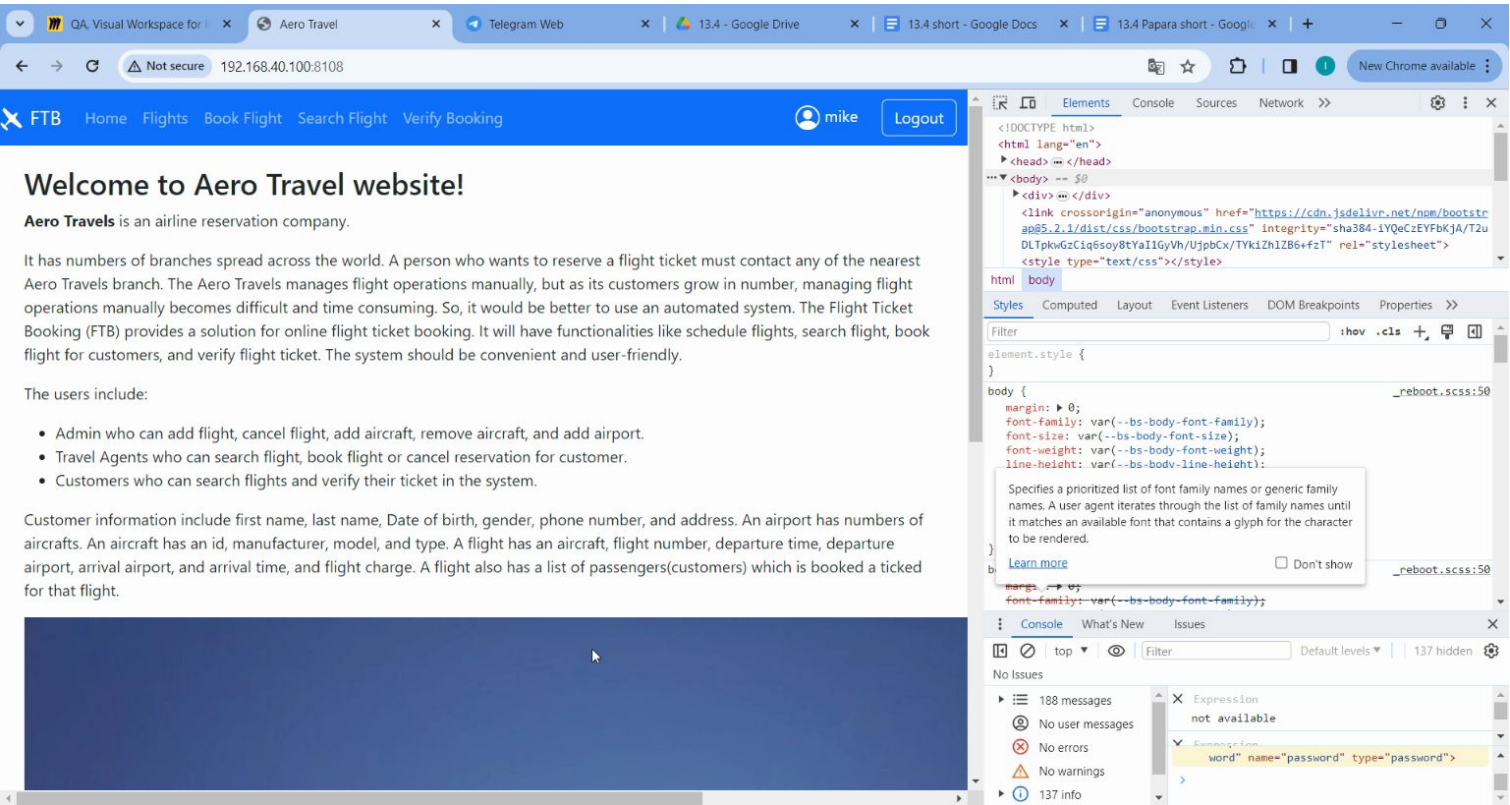 QA, Visual Workspace for
Aero Travel
Telegram Web
13.4 - Google Drive
13.4 short - Google Docs
13.4 Papara short - Google
Not secure
192.168.40.100:8108
New Chrome available
FTB
Home
Flights
Book Flight
Search Flight
Verify Booking
mike
Logout
Welcome to Aero Travel website!
Aero Travels is an airline reservation company.
It has numbers of branches spread across the world. A person who wants to reserve a flight ticket must contact any of the nearest
Aero Travels branch. The Aero Travels manages flight operations manually, but as its customers grow in number, managing flight
operations manually becomes difficult and time consuming. So, it would be better to use an automated system. The Flight Ticket
Booking (FTB) provides a solution for online flight ticket booking. It will have functionalities like schedule flights, search flight, book
flight for customers, and verify flight ticket. The system should be convenient and user-friendly.
The users include:
• Admin who can add flight, cancel flight, add aircraft, remove aircraft, and add airport.
• Travel Agents who can search flight, book flight or cancel reservation for customer.
• Customers who can search flights and verify their ticket in the system.
Customer information include first name, last name, Date of birth, gender, phone number, and address. An airport has numbers of
aircrafts. An aircraft has an id, manufacturer, model, and type. A flight has an aircraft, flight number, departure time, departure
airport, arrival airport, and arrival time, and flight charge. A flight also has a list of passengers(customers) which is booked a ticked
for that flight.
Elements
Console
Sources
Network
<!DOCTYPE html>
<html lang="en">
<head> … </head>
<body> == $0
<div> … </div>
<link crossorigin="anonymous" href="https://cdn.jsdelivr.net/npm/bootstr
ap@5.2.1/dist/css/bootstrap.min.css" integrity="sha384-iYQeCzEYFbKjA/T2u
DLTpkwGzCiq6soy8tYaI1GyVh/UjpbCx/TYkiZhlZB6+fzT" rel="stylesheet">
<style type="text/css"></style>
html
body
Styles
Computed
Layout
Event Listeners
DOM Breakpoints
Properties
Filter
:hov
.cls
element.style {
}
body {
_reboot.scss:50
margin: 0;
font-family: var(--bs-body-font-family);
font-size: var(--bs-body-font-size);
font-weight: var(--bs-body-font-weight);
line-height: var(--bs-body-line-height);
Specifies a prioritized list of font family names or generic family
names. A user agent iterates through the list of family names until
it matches an available font that contains a glyph for the character
to be rendered.
Learn more
Don't show
}
_reboot.scss:50
font-family: var(--bs-body-font-family);
Console
What's New
Issues
top
Filter
Default levels
137 hidden
No Issues
188 messages
No user messages
No errors
No warnings
137 info
Expression
not available
Expression
word" name="password" type="password">